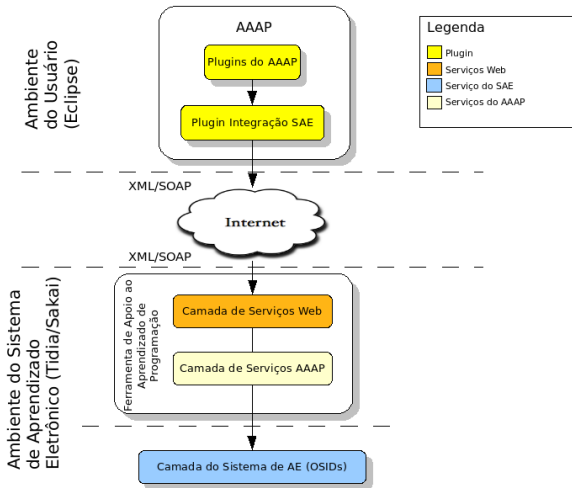 Ambiente
do Usuário
(Eclipse)
AAAP
Plugins do AAAP
Plugin Integração SAE
Legenda
Plugin
Serviços Web
Serviço do SAE
Serviços do AAAP
XML/SOAP
Internet
XML/SOAP
Ambiente do Sistema
de Aprendizado
Eletrônico (Tidia/Sakai)
Ferramenta de Apoio ao
Aprendizado de
Programação
Camada de Serviços Web
Camada de Serviços AAAP
Camada do Sistema de AE (OSIDs)